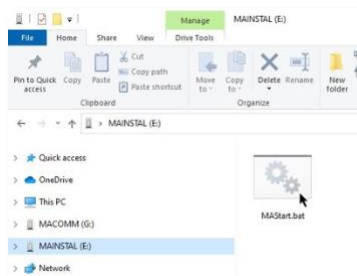 Manage
MAINSTAL (E:)
File
Home
Share
View
Drive Tools
Pin to Quick access
Copy
Paste
Cut
Copy path
Paste shortcut
Move to
Copy to
Delete
Rename
New folder
Clipboard
Organize
MAINSTAL (E:)
Quick access
OneDrive
This PC
MACOMM (G:)
MAINSTAL (E:)
Network
MAStart.bat